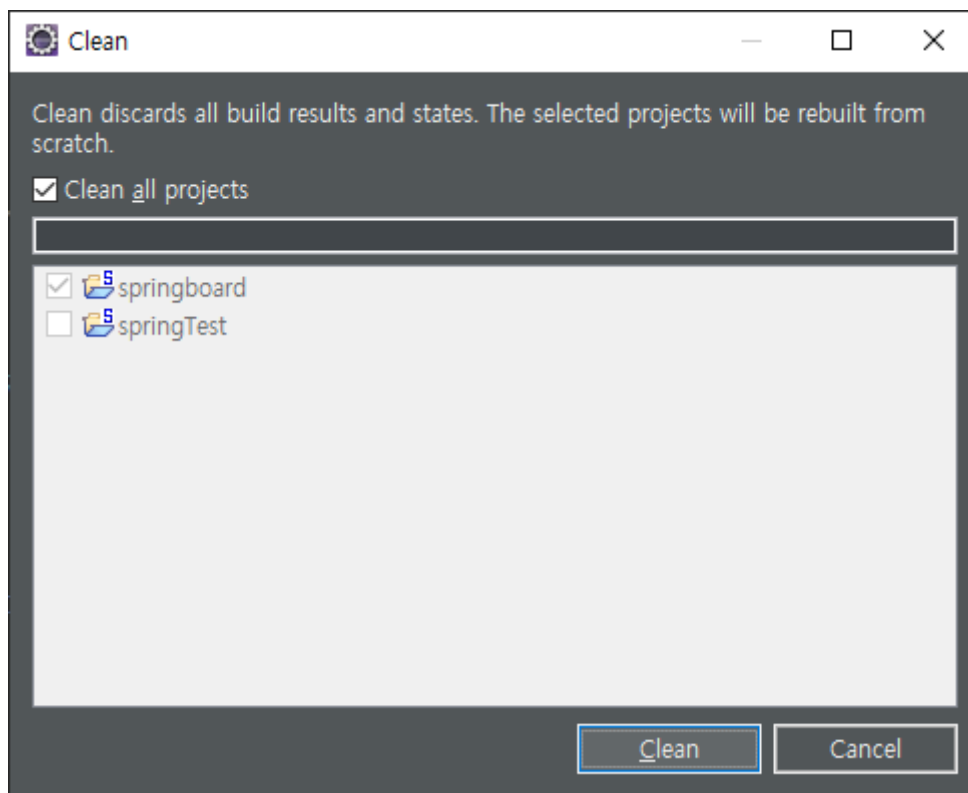 Clean
Clean discards all build results and states. The selected projects will be rebuilt from
scratch.
Clean all projects
springboard
springTest
Clean
Cancel